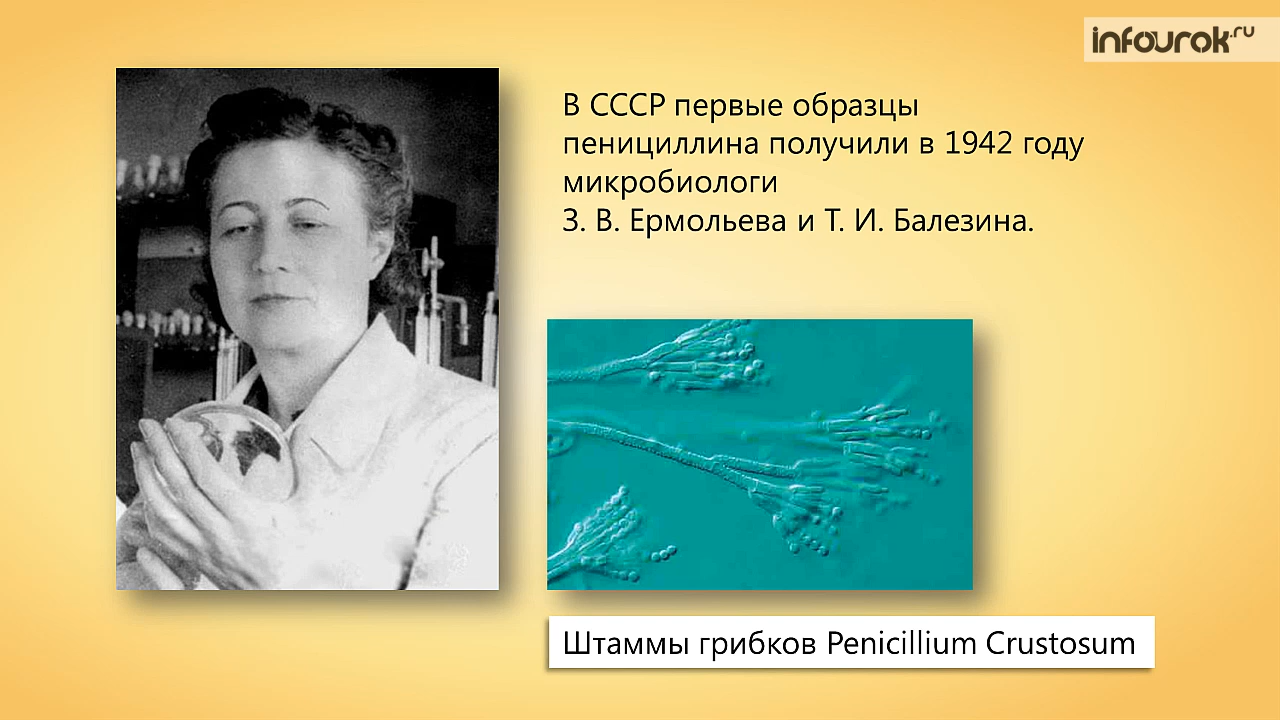 infourok.ru
В СССР первые образцы
пенициллина получили в 1942 году
микробиологи
З. В. Ермольева и Т. И. Балезина.
Штаммы грибков Penicillium Crustosum